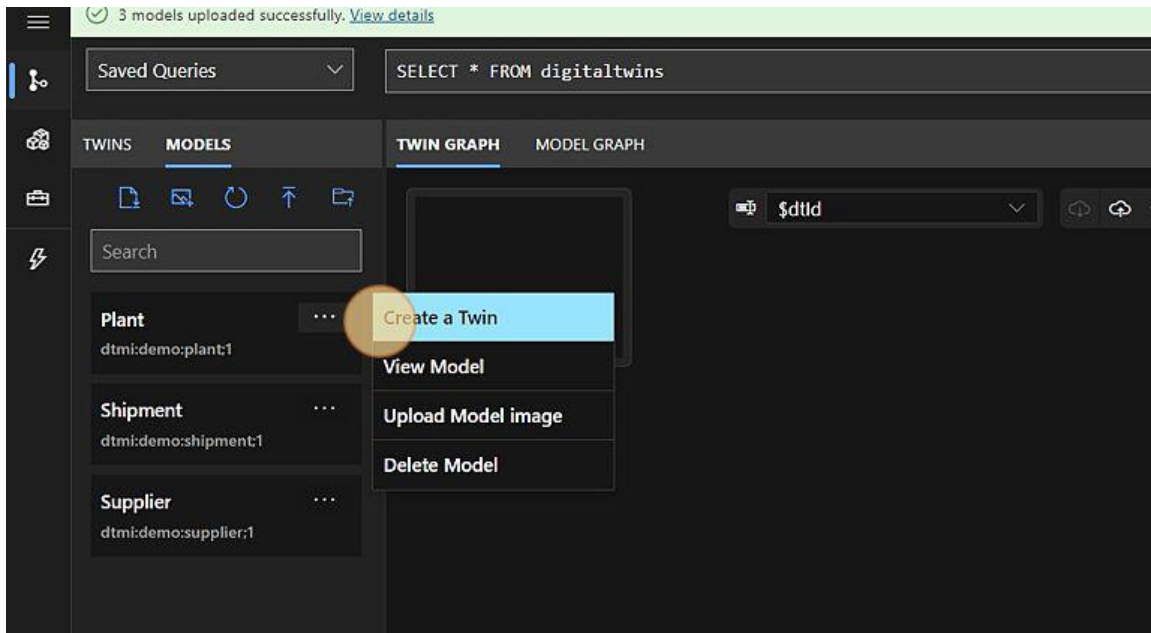 3 models uploaded successfully. View details
Saved Queries
SELECT * FROM digitaltwins
TWINS MODELS
TWIN GRAPH MODEL GRAPH
$dtId
Search
Plant ...
dtmi:demo:plant;1
Create a Twin
View Model
Upload Model image
Delete Model
Shipment ...
dtmi:demo:shipment;1
Supplier ...
dtmi:demo:supplier;1